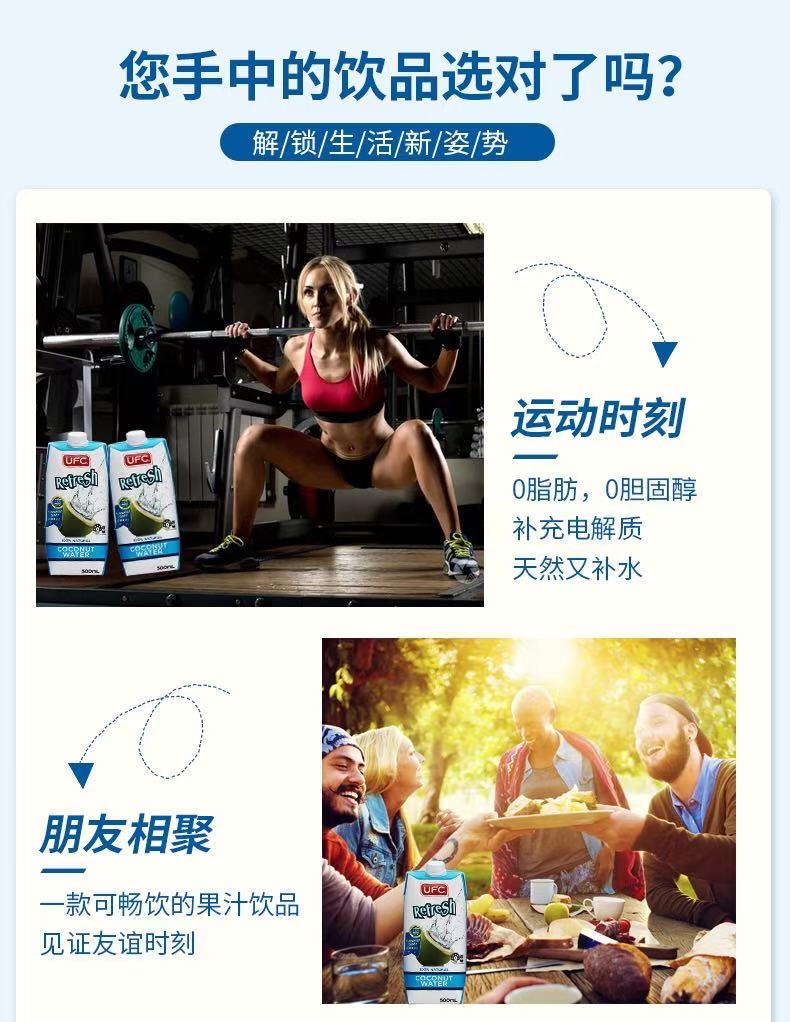 您手中的饮品选对了吗？
解/锁/生/活/新/姿/势
运动时刻
0脂肪，0胆固醇
补充电解质
天然又补水
UFC
Refresh
100% NATURAL
COCONUT
WATER
500mL
UFC
Refresh
100% NATURAL
COCONUT
WATER
500mL
朋友相聚
一款可畅饮的果汁饮品
见证友谊时刻
UFC
Refresh
100% NATURAL
COCONUT
WATER
500mL